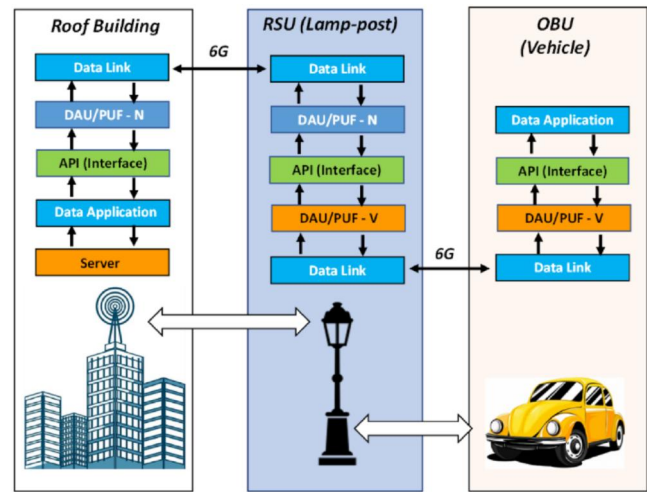 Roof Building
Data Link
DAU/PUF - N
API (Interface)
Data Application
Server
6G
RSU (Lamp-post)
Data Link
DAU/PUF - N
API (Interface)
DAU/PUF - V
Data Link
6G
OBU
(Vehicle)
Data Application
API (Interface)
DAU/PUF - V
Data Link